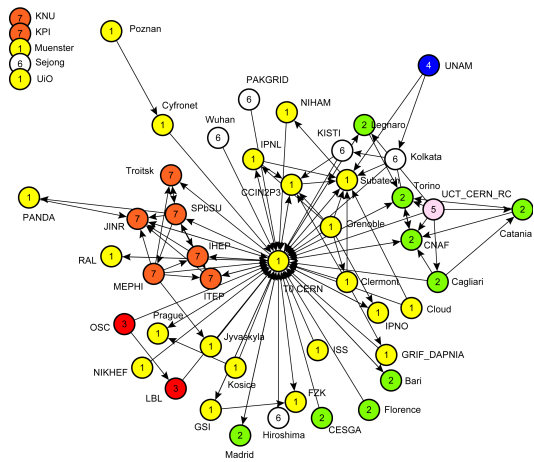 7 KNU
7 KPI
1 Muenster
6 Sejong
1 UiO
1 Poznan
4 UNAM
PAKGRID
6
1 NIHAM
1 Cyfronet
Wuhan
6
KISTI
6
2 Legnaro
IPNL
1
6 Kolkata
Troitsk
7
CCIN2P3
1
1 Subatech
2 Torino
UCT_CERN_RC
5
1
PANDA
JINR
7
7 SPbSU
1 Grenoble
2
CNAF
2
Catania
RAL
1
IHEP
7
MEPHI
7
7
ITEP
1
T0 CERN
1 Clermont
2
Cagliari
OSC
3
Prague
1
1
IPNO
1 Cloud
NIKHEF
1
1 Jyvaskyla
1 ISS
1
GRIF_DAPNIA
LBL
3
1
Kosice
2
Bari
GSI
1
1 FZK
6
Hiroshima
2
CESGA
2
Florence
2
Madrid